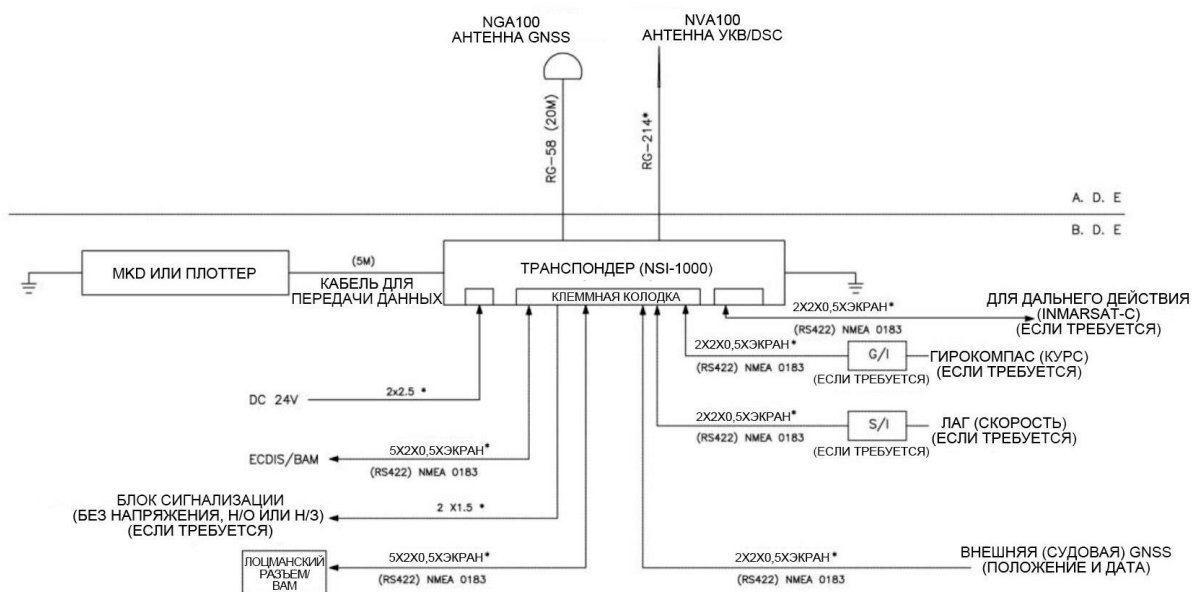 NGA100
АНТЕННА GNSS
NVA100
АНТЕННА УКВ/DSC
RG-58 (20M)
RG-214*
A. D. E
B. D. E
MKD ИЛИ ПЛОТТЕР
(5M)
КАБЕЛЬ ДЛЯ
ПЕРЕДАЧИ ДАННЫХ
ТРАНСПОНДЕР (NSI-1000)
КЛЕММНАЯ КОЛОДКА
2X2X0,5XЭКРАН*
(RS422) NMEA 0183
ДЛЯ ДАЛЬНЕГО ДЕЙСТВИЯ
(INMARSAT-C)
(ЕСЛИ ТРЕБУЕТСЯ)
2X2X0,5XЭКРАН*
(RS422) NMEA 0183
G/I
(ЕСЛИ ТРЕБУЕТСЯ)
ГИРОКОМПАС (КУРС)
(ЕСЛИ ТРЕБУЕТСЯ)
DC 24V
2x2.5 *
2X2X0,5XЭКРАН*
(RS422) NMEA 0183
S/I
(ЕСЛИ ТРЕБУЕТСЯ)
ЛАГ (СКОРОСТЬ)
(ЕСЛИ ТРЕБУЕТСЯ)
ECDIS/BAM
5X2X0,5XЭКРАН*
(RS422) NMEA 0183
БЛОК СИГНАЛИЗАЦИИ
(БЕЗ НАПРЯЖЕНИЯ, Н/О ИЛИ Н/З)
(ЕСЛИ ТРЕБУЕТСЯ)
2 X1.5 *
ЛОЦМАНСКИЙ
РАЗЪЕМ/
BAM
5X2X0,5XЭКРАН*
(RS422) NMEA 0183
2X2X0,5XЭКРАН*
(RS422) NMEA 0183
ВНЕШНЯЯ (СУДОВАЯ) GNSS
(ПОЛОЖЕНИЕ И ДАТА)